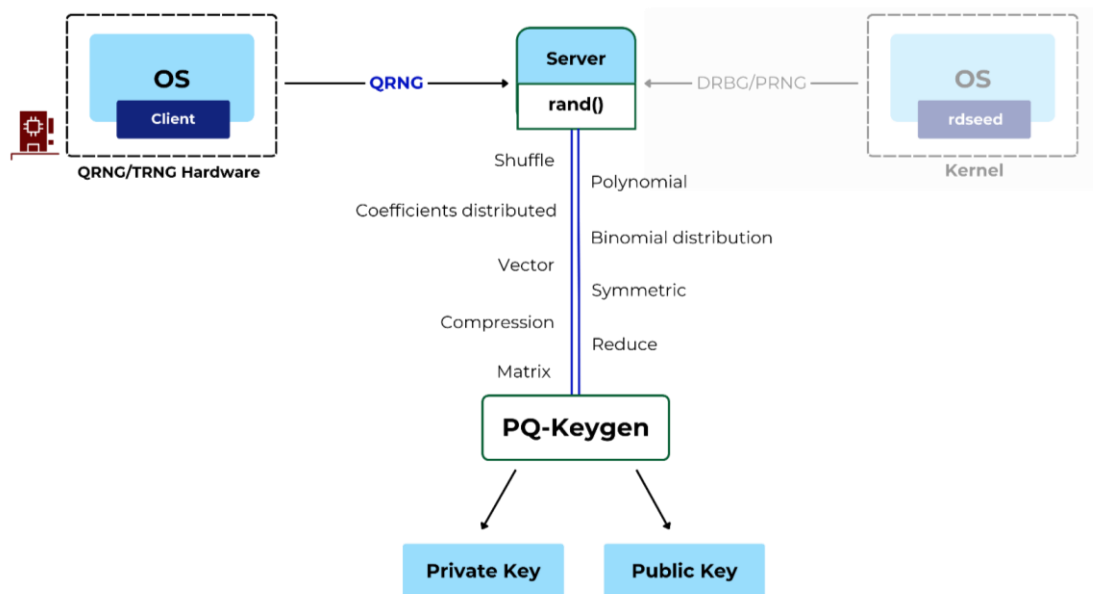 OS
Client
QRNG/TRNG Hardware
QRNG
Server
rand()
DRBG/PRNG
OS
rdseed
Kernel
Shuffle
Polynomial
Coefficients distributed
Binomial distribution
Vector
Symmetric
Compression
Reduce
Matrix
PQ-Keygen
Private Key
Public Key